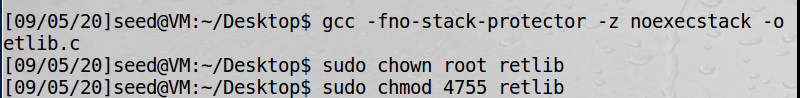 [09/05/20]seed@VM:~/Desktop$ gcc -fno-stack-protector -z noexecstack -o
etlib.c
[09/05/20]seed@VM:~/Desktop$ sudo chown root retlib
[09/05/20]seed@VM:~/Desktop$ sudo chmod 4755 retlib